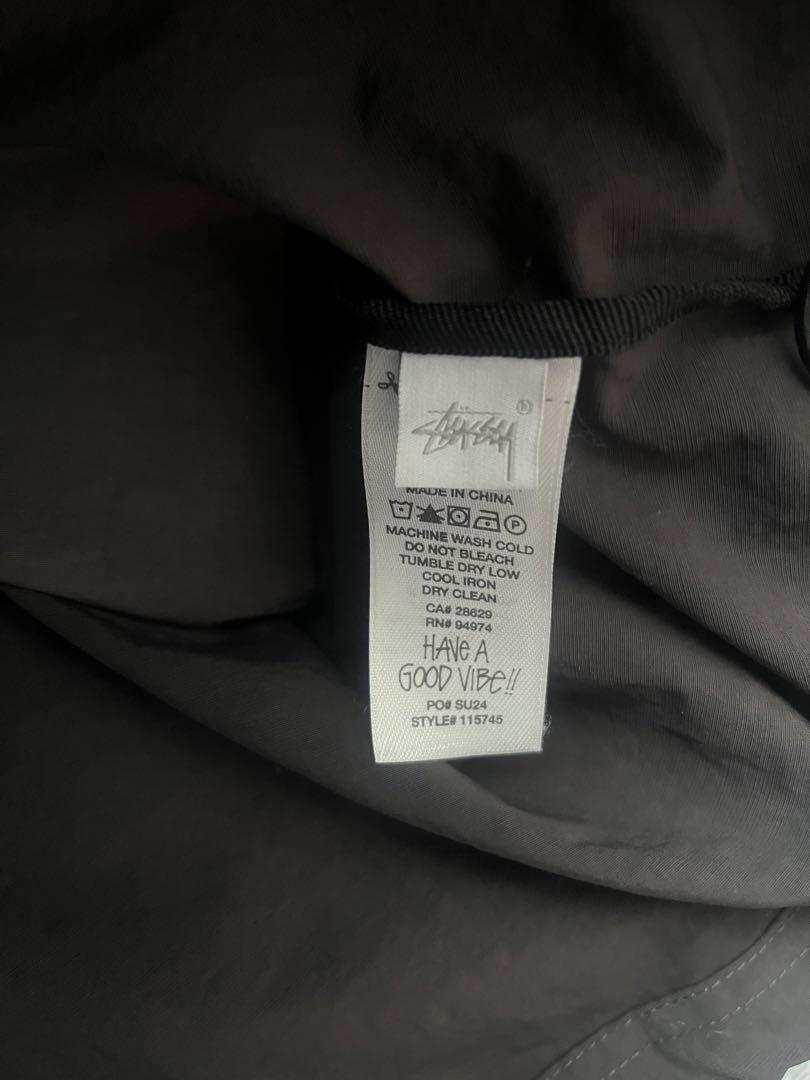 STÜSSY®
MADE IN CHINA
P
MACHINE WASH COLD
DO NOT BLEACH
TUMBLE DRY LOW
COOL IRON
DRY CLEAN
CA# 28629
RN# 94974
HAVE A
GOOD VIBE!!
PO# SU24
STYLE# 115745